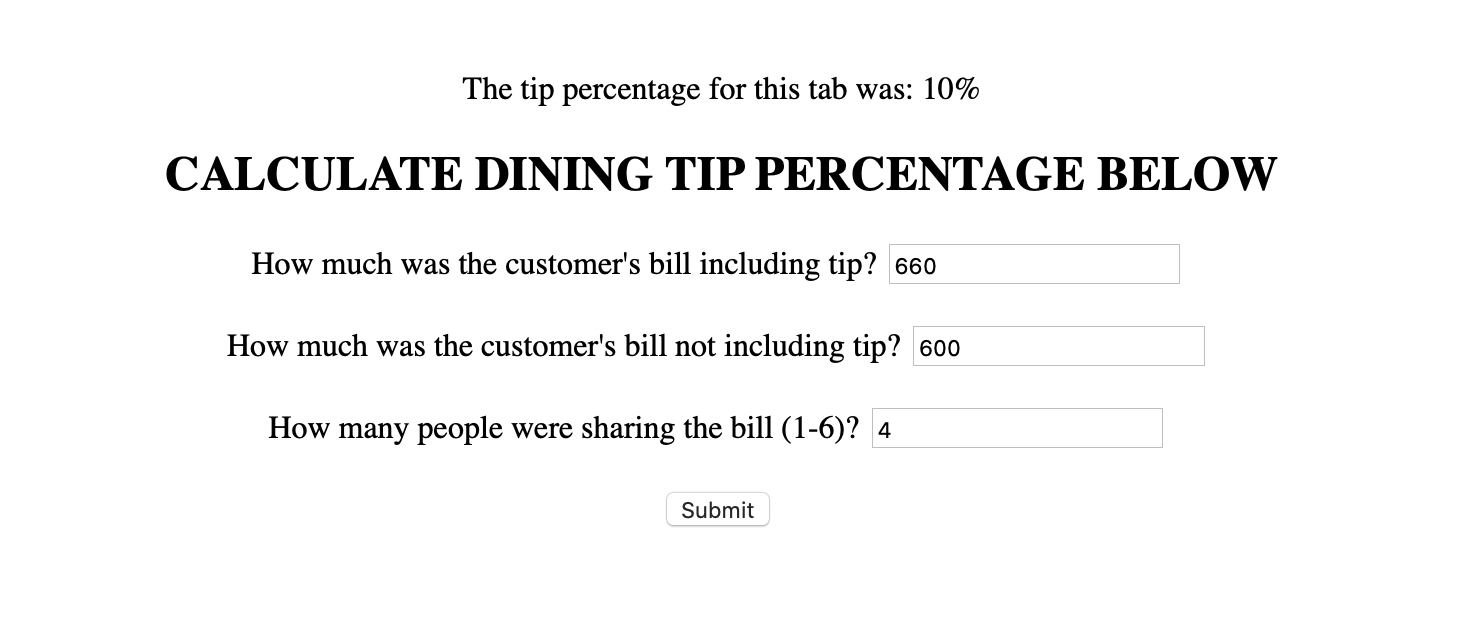 The tip percentage for this tab was: 10%
CALCULATE DINING TIP PERCENTAGE BELOW
How much was the customer's bill including tip? 660
How much was the customer's bill not including tip? 600
How many people were sharing the bill (1-6)? 4
Submit